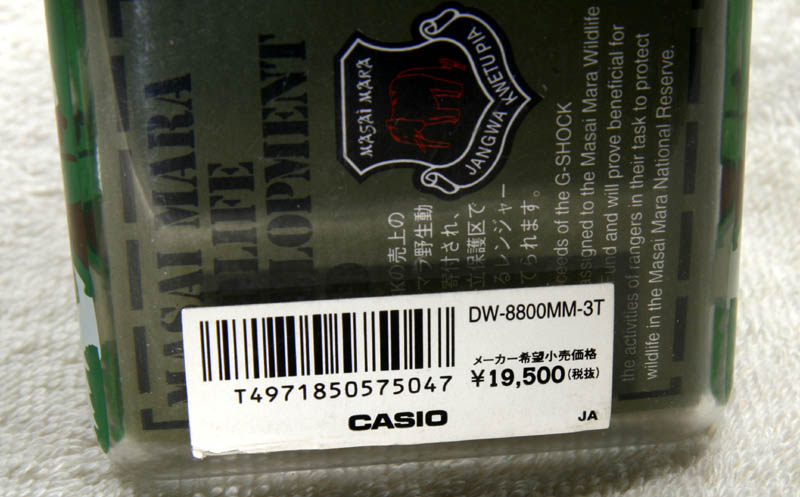 MASAI MARA
LIFE
LOPMENT
MASAI MARA
JANGWA KWETU PIA
Kの売上の
マラ野生動
寄付され、
立保護区で
るレンジャー
てられます。
ceeds of the G-SHOCK
assigned to the Masai Mara Wildlife
Fund and will prove beneficial for
the activities of rangers in their task to protect
wildlife in the Masai Mara National Reserve.
DW-8800MM-3T
メーカー希望小売価格
¥19,500(税抜)
T4971850575047
CASIO
JA